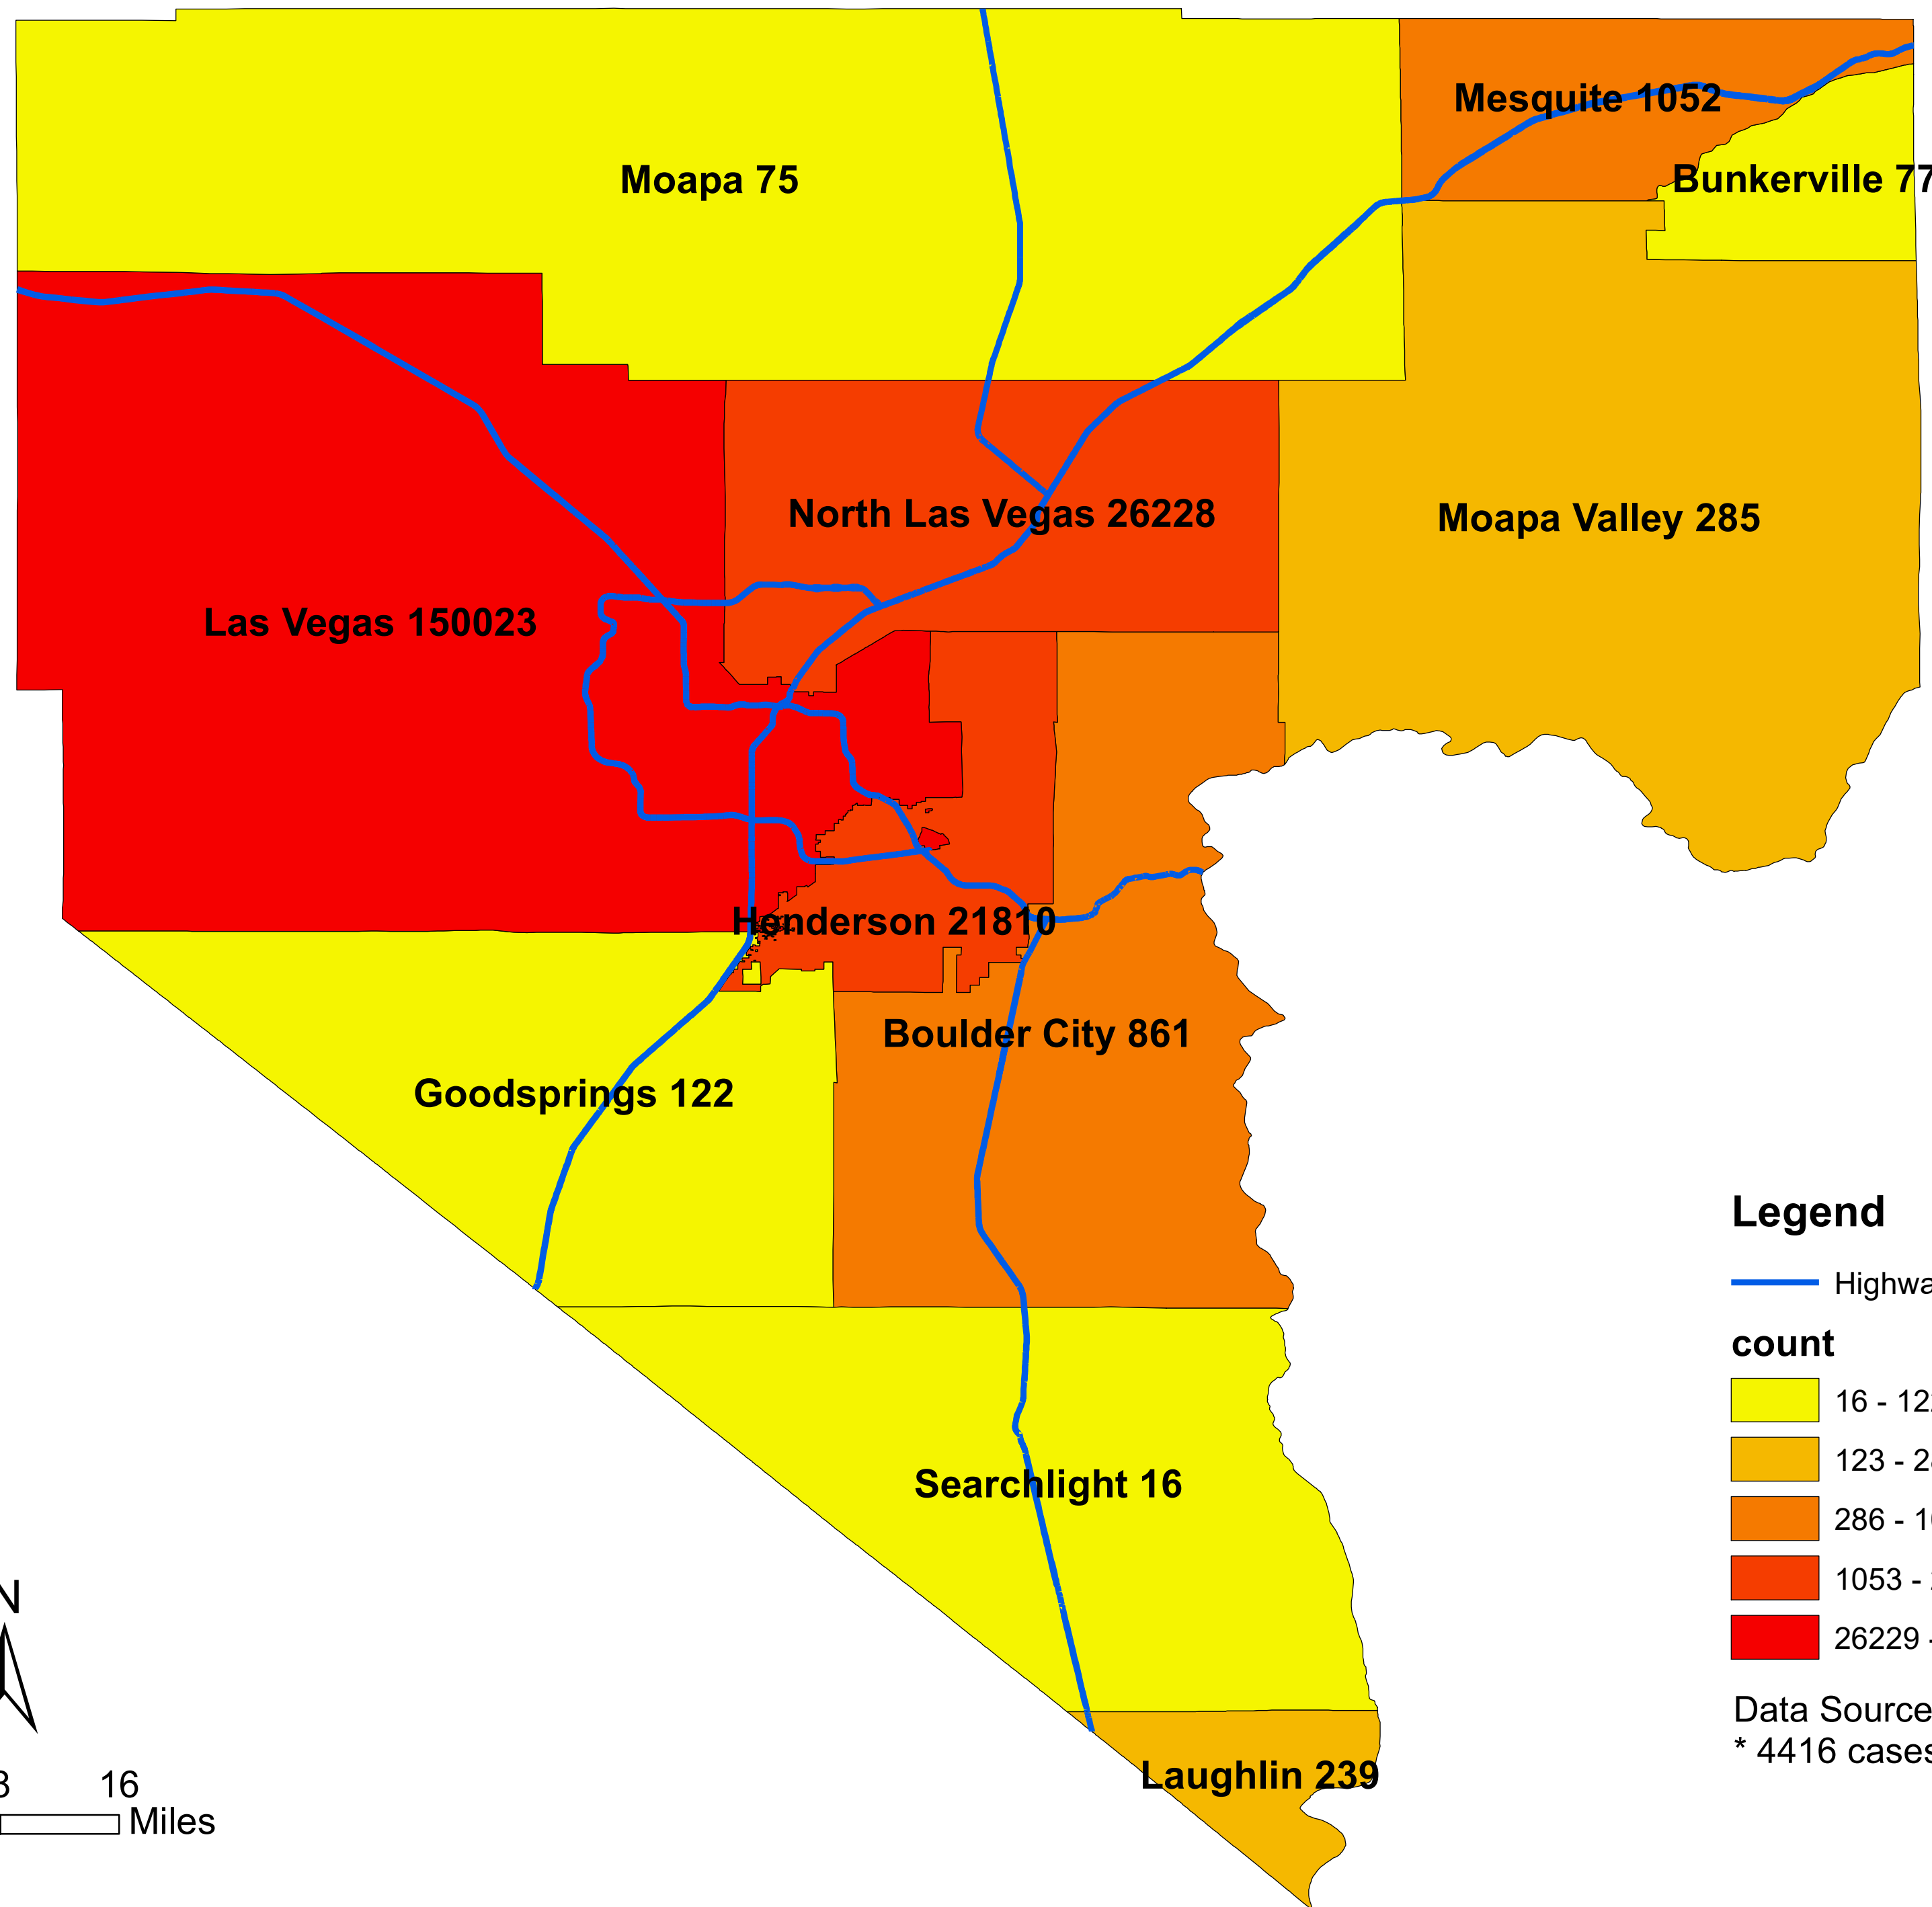 Mesquite 1052
Moapa 75
Bunkerville 77
North Las Vegas 26228
Moapa Valley 285
Las Vegas 150023
Henderson 21810
Boulder City 861
Goodsprings 122
Searchlight 16
Laughlin 239
Legend
count
16 - 12
123 - 2
286 - 1
1053 -
26229 -
Data Source
* 4416 cases
N
16
Miles